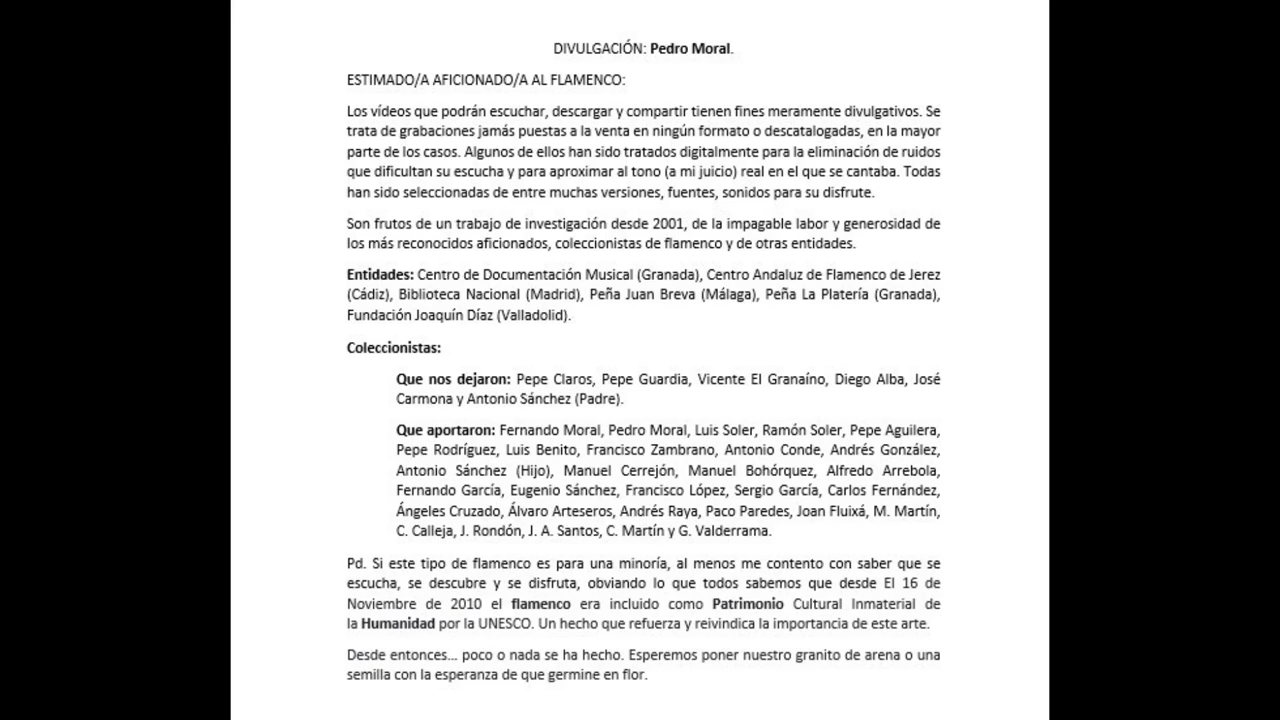 DIVULGACIÓN: Pedro Moral.
ESTIMADO/A AFICIONADO/A AL FLAMENCO:
Los vídeos que podrán escuchar, descargar y compartir tienen fines meramente divulgativos. Se
trata de grabaciones jamás puestas a la venta en ningún formato o descatalogadas, en la mayor
parte de los casos. Algunos de ellos han sido tratados digitalmente para la eliminación de ruidos
que dificultan su escucha y para aproximar al tono (a mi juicio) real en el que se cantaba. Todas
han sido seleccionadas de entre muchas versiones, fuentes, sonidos para su disfrute.
Son frutos de un trabajo de investigación desde 2001, de la impagable labor y generosidad de
los más reconocidos aficionados, coleccionistas de flamenco y de otras entidades.
Entidades: Centro de Documentación Musical (Granada), Centro Andaluz de Flamenco de Jerez
(Cádiz), Biblioteca Nacional (Madrid), Peña Juan Breva (Málaga), Peña La Platería (Granada),
Fundación Joaquín Díaz (Valladolid).
Coleccionistas:
Que nos dejaron: Pepe Claros, Pepe Guardia, Vicente El Granaíno, Diego Alba, José
Carmona y Antonio Sánchez (Padre).
Que aportaron: Fernando Moral, Pedro Moral, Luis Soler, Ramón Soler, Pepe Aguilera,
Pepe Rodríguez, Luis Benito, Francisco Zambrano, Antonio Conde, Andrés González,
Antonio Sánchez (Hijo), Manuel Cerrejón, Manuel Bohórquez, Alfredo Arrebola,
Fernando García, Eugenio Sánchez, Francisco López, Sergio García, Carlos Fernández,
Ángeles Cruzado, Álvaro Arteseros, Andrés Raya, Paco Paredes, Joan Fluixá, M. Martín,
C. Calleja, J. Rondón, J. A. Santos, C. Martín y G. Valderrama.
Pd. Si este tipo de flamenco es para una minoría, al menos me contento con saber que se
escucha, se descubre y se disfruta, obviando lo que todos sabemos que desde El 16 de
Noviembre de 2010 el flamenco era incluido como Patrimonio Cultural Inmaterial de
la Humanidad por la UNESCO. Un hecho que refuerza y reivindica la importancia de este arte.
Desde entonces... poco o nada se ha hecho. Esperemos poner nuestro granito de arena o una
semilla con la esperanza de que germine en flor.